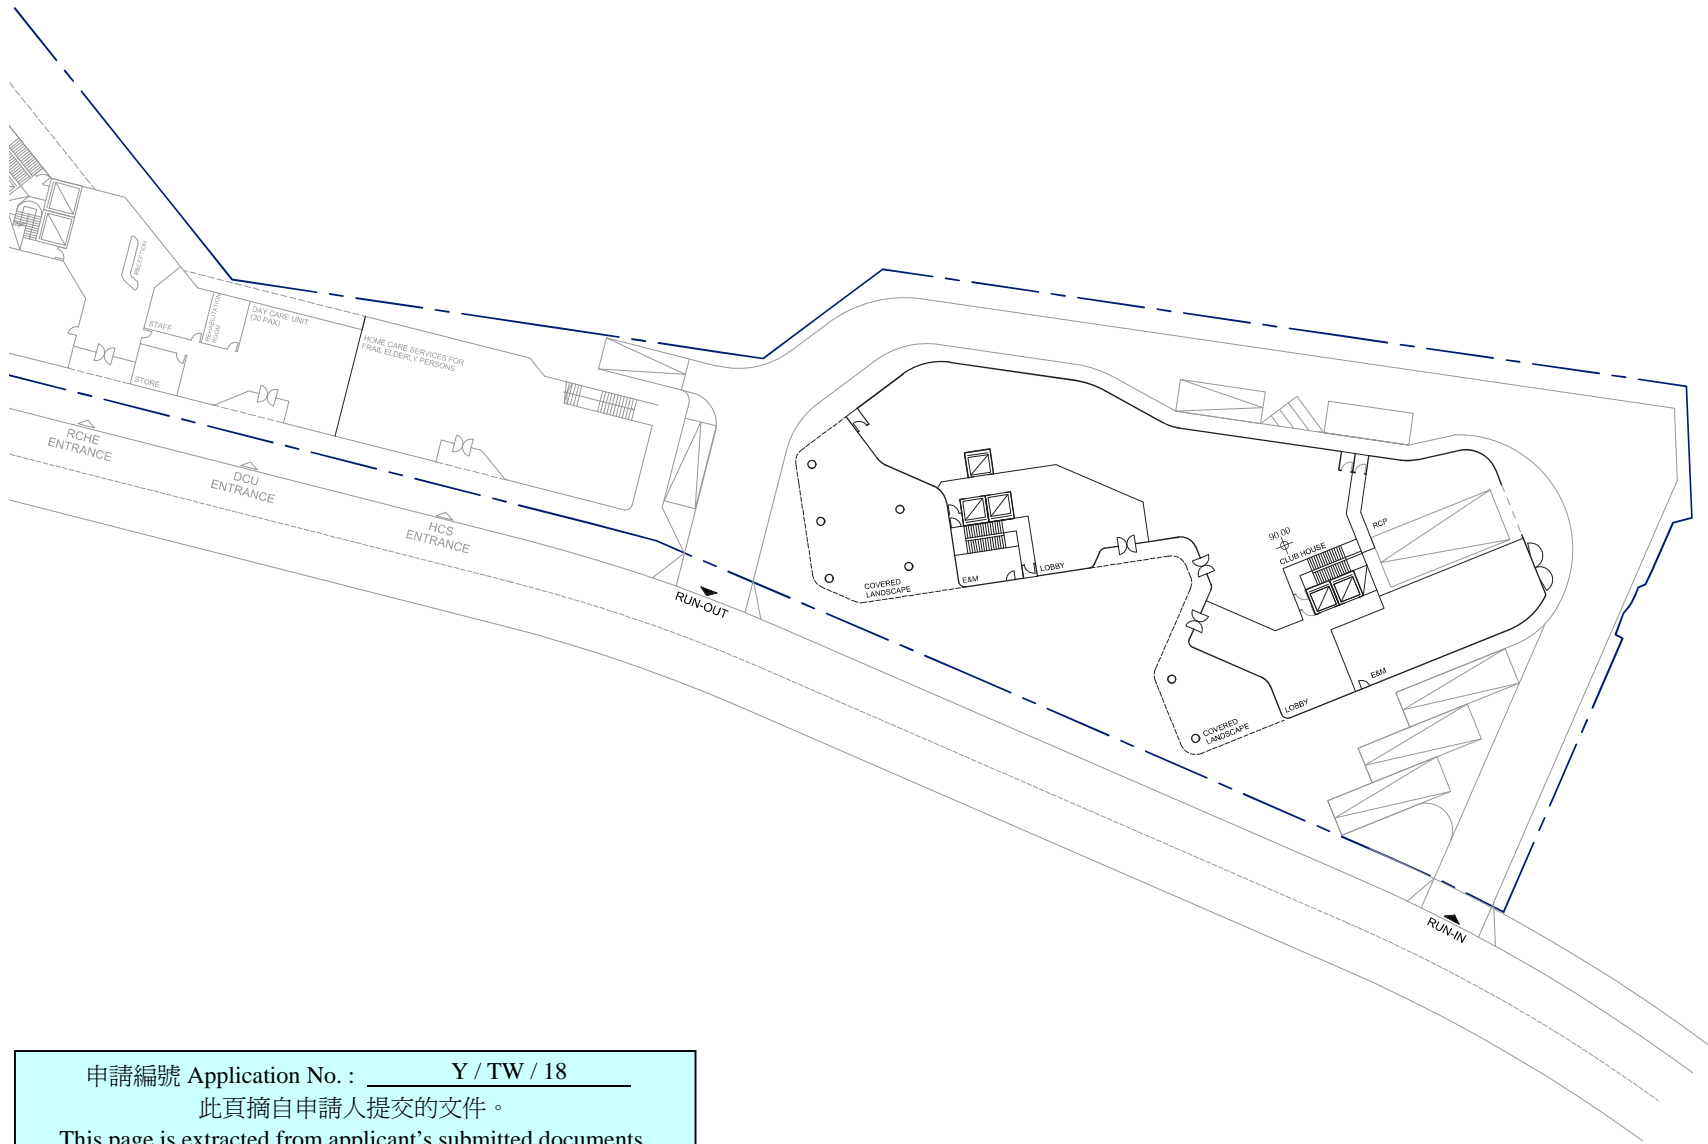 RECEPTION
STAFF
REHABILITATION
ROOM
DAY CARE UNIT
(30 PAX)
HOME CARE SERVICES FOR
FRAIL ELDERLY PERSONS
STORE
RCHE
ENTRANCE
DCU
ENTRANCE
HCS
ENTRANCE
RUN-OUT
COVERED
LANDSCAPE
E&M
LOBBY
90.00
CLUB HOUSE
RCP
E&M
LOBBY
COVERED
LANDSCAPE
RUN-IN
申請編號 Application No. : Y / TW / 18
此頁摘自申請人提交的文件。
This page is extracted from applicant's submitted documents.